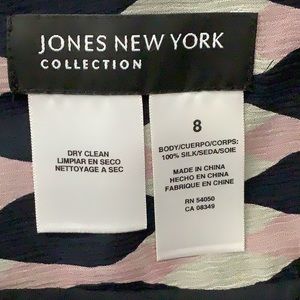 JONES NEW YORK
COLLECTION
DRY CLEAN
LIMPIAR EN SECO
NETTOYAGE A SEC
8
BODY/CUERPO/CORPS:
100% SILK/SEDA/SOIE
MADE IN CHINA
HECHO EN CHINA
FABRIQUE EN CHINE
RN 54050
CA 08349